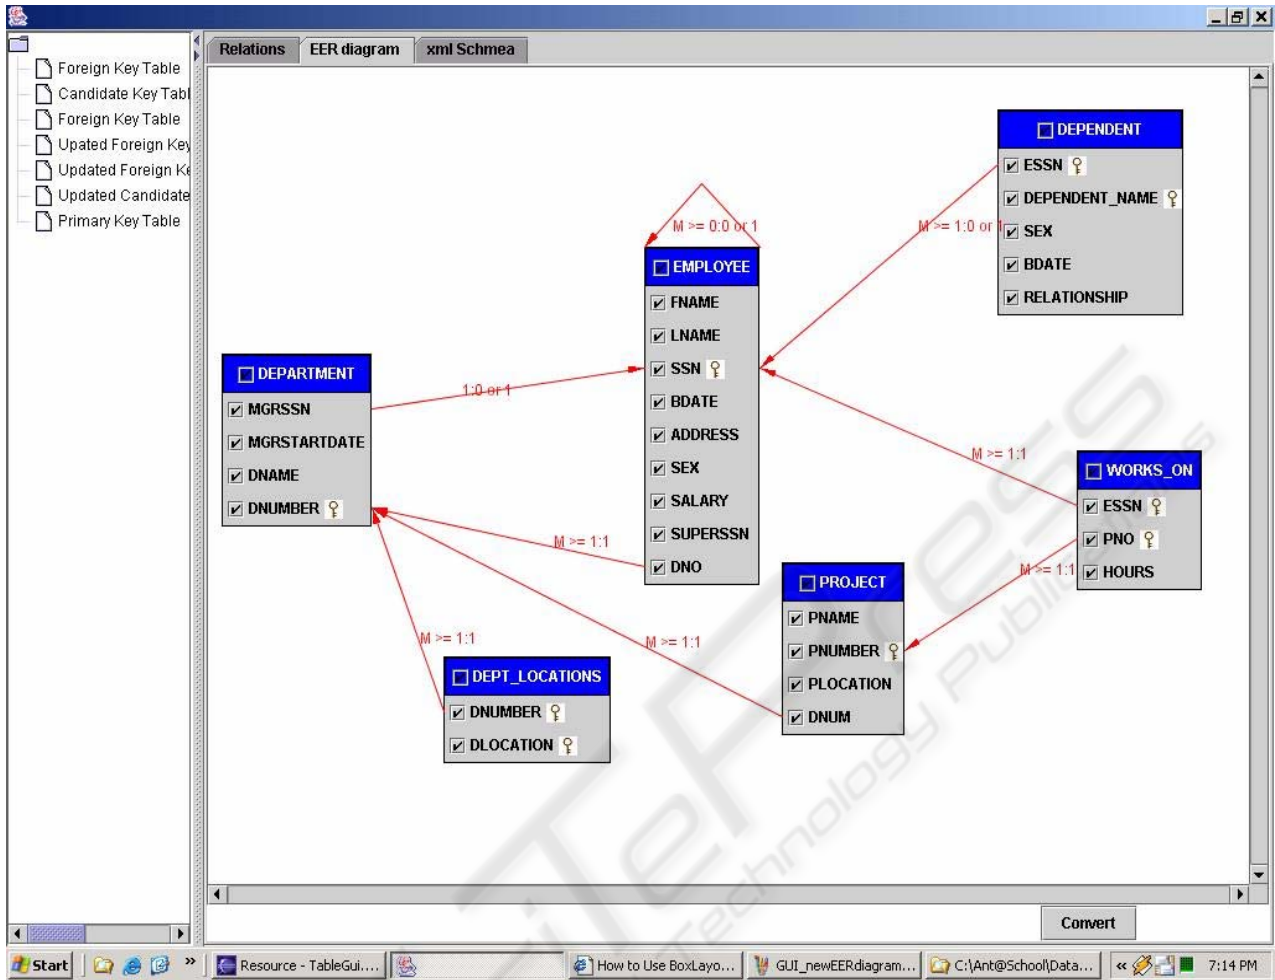 Relations
EER diagram
xml Schmea
Foreign Key Table
Candidate Key Tabl
Foreign Key Table
Upated Foreign Key
Updated Foreign Ke
Updated Candidate
Primary Key Table
DEPENDENT
ESSN
DEPENDENT_NAME
SEX
BDATE
RELATIONSHIP
M >= 0:0 or 1
M >= 1:0 or 1
EMPLOYEE
FNAME
LNAME
SSN
BDATE
ADDRESS
SEX
SALARY
SUPERSSN
DNO
DEPARTMENT
MGRSSN
MGRSTARTDATE
DNAME
DNUMBER
1:0 or 1
M >= 1:1
WORKS_ON
ESSN
PNO
HOURS
M >= 1:1
M >= 1:1
PROJECT
PNAME
PNUMBER
PLOCATION
DNUM
M >= 1:1
M >= 1:1
DEPT_LOCATIONS
DNUMBER
DLOCATION
SciTePress
Technology Publications
Convert
Start
»
Resource - TableGui....
How to Use BoxLayo...
GUI_newEERdiagram...
C:\Ant@School\Data...
«
7:14 PM